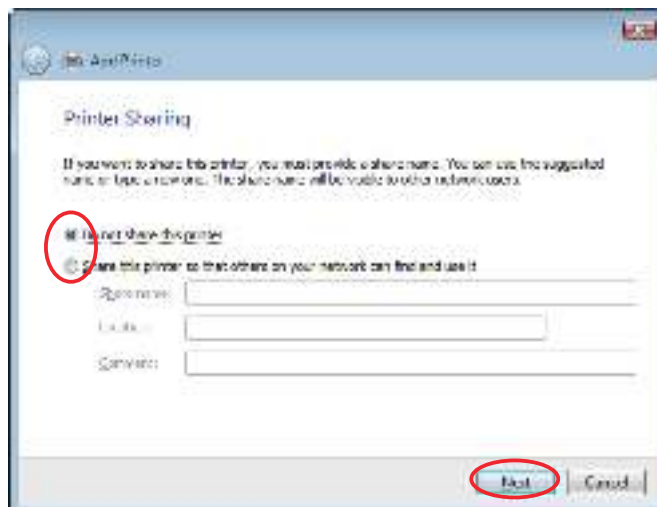 Add Printer
Printer Sharing
If you want to share this printer, you must provide a share name. You can use the suggested
name or type a new one. The share name will be visible to other network users.
Do not share this printer
Share this printer so that others on your network can find and use it
Share name:
Location:
Comment:
Next Cancel